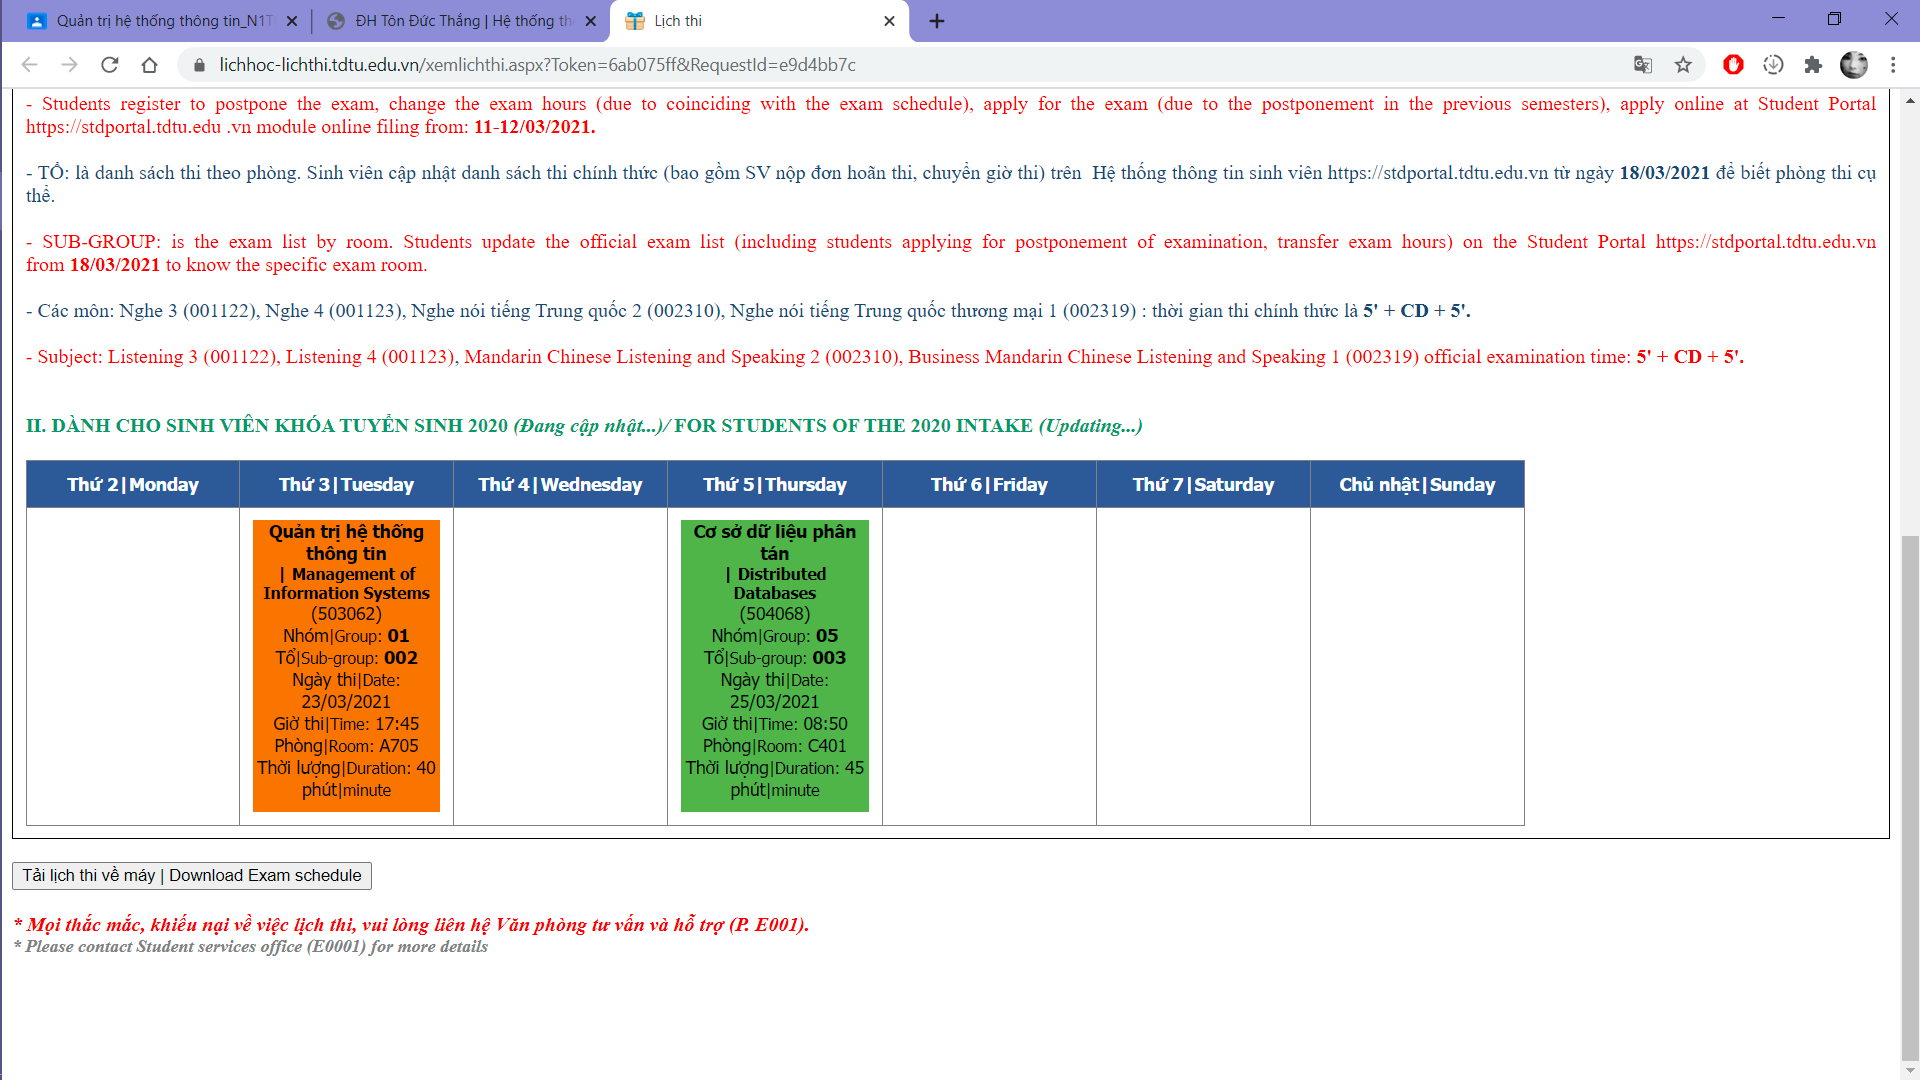 Quản trị hệ thống thông tin_N1T
ĐH Tôn Đức Thắng | Hệ thống th
Lịch thi
lichhoc-lichthi.tdtu.edu.vn/xemlichthi.aspx?Token=6ab075ff&RequestId=e9d4bb7c
- Students register to postpone the exam, change the exam hours (due to coinciding with the exam schedule), apply for the exam (due to the postponement in the previous semesters), apply online at Student Portal
https://stdportal.tdtu.edu .vn module online filing from: 11-12/03/2021.
- TỔ: là danh sách thi theo phòng. Sinh viên cập nhật danh sách thi chính thức (bao gồm SV nộp đơn hoãn thi, chuyển giờ thi) trên Hệ thống thông tin sinh viên https://stdportal.tdtu.edu.vn từ ngày 18/03/2021 để biết phòng thi cụ
thể.
- SUB-GROUP: is the exam list by room. Students update the official exam list (including students applying for postponement of examination, transfer exam hours) on the Student Portal https://stdportal.tdtu.edu.vn
from 18/03/2021 to know the specific exam room.
- Các môn: Nghe 3 (001122), Nghe 4 (001123), Nghe nói tiếng Trung quốc 2 (002310), Nghe nói tiếng Trung quốc thương mại 1 (002319) : thời gian thi chính thức là 5' + CD + 5'.
- Subject: Listening 3 (001122), Listening 4 (001123), Mandarin Chinese Listening and Speaking 2 (002310), Business Mandarin Chinese Listening and Speaking 1 (002319) official examination time: 5' + CD + 5'.
II. DÀNH CHO SINH VIÊN KHÓA TUYỂN SINH 2020 (Đang cập nhật...)/ FOR STUDENTS OF THE 2020 INTAKE (Updating...)
Thứ 2|Monday
Thứ 3|Tuesday
Thứ 4|Wednesday
Thứ 5|Thursday
Thứ 6|Friday
Thứ 7|Saturday
Chủ nhật|Sunday
Quản trị hệ thống
thông tin
| Management of
Information Systems
(503062)
Nhóm|Group: 01
Tổ|Sub-group: 002
Ngày thi|Date:
23/03/2021
Giờ thi|Time: 17:45
Phòng|Room: A705
Thời lượng|Duration: 40
phút|minute
Cơ sở dữ liệu phân
tán
| Distributed
Databases
(504068)
Nhóm|Group: 05
Tổ|Sub-group: 003
Ngày thi|Date:
25/03/2021
Giờ thi|Time: 08:50
Phòng|Room: C401
Thời lượng|Duration: 45
phút|minute
Tải lịch thi về máy | Download Exam schedule
* Mọi thắc mắc, khiếu nại về việc lịch thi, vui lòng liên hệ Văn phòng tư vấn và hỗ trợ (P. E001).
* Please contact Student services office (E0001) for more details